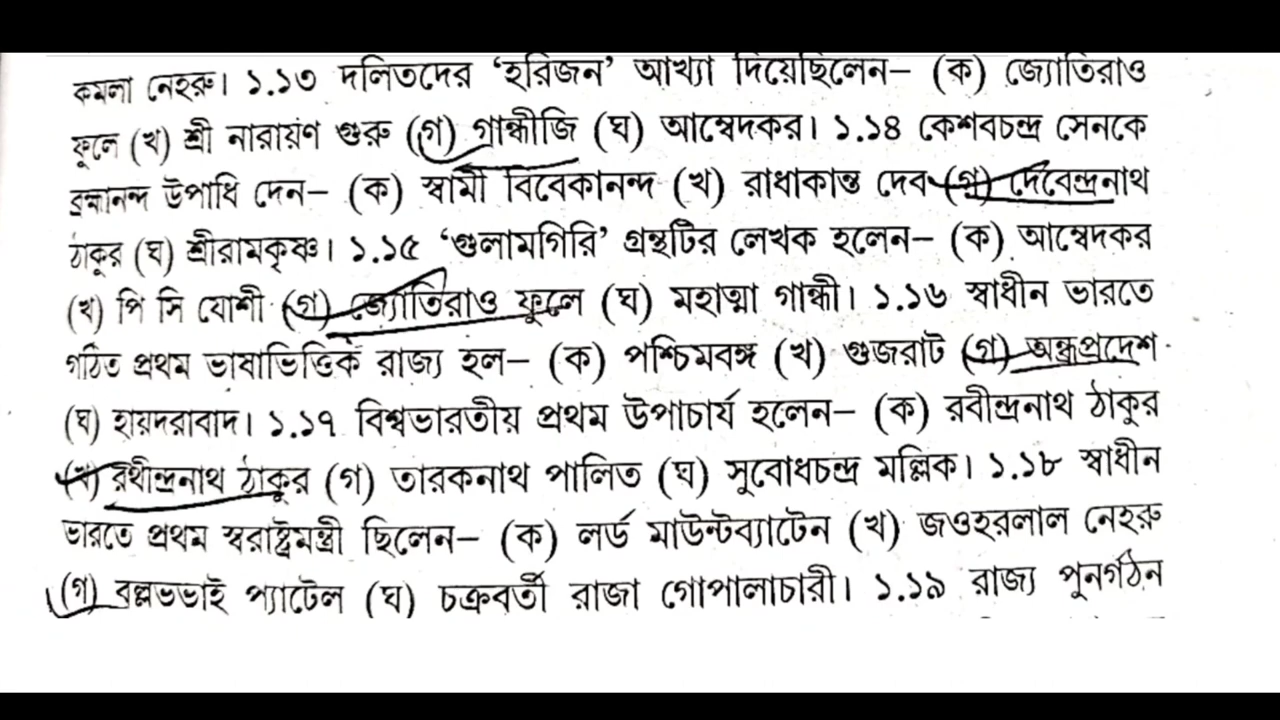 কমলা নেহরু। ১.১৩ দলিতদের ‘হরিজন’ আখ্যা দিয়েছিলেন– (ক) জ্যোতিরাও
ফুলে (খ) শ্রী নারায়ণ গুরু (গ) গান্ধীজি (ঘ) আম্বেদকর। ১.১৪ কেশবচন্দ্র সেনকে
ব্রহ্মানন্দ উপাধি দেন– (ক) স্বামী বিবেকানন্দ (খ) রাধাকান্ত দেব (গ) দেবেন্দ্রনাথ
ঠাকুর (ঘ) শ্রীরামকৃষ্ণ। ১.১৫ ‘গুলামগিরি’ গ্রন্থটির লেখক হলেন– (ক) আম্বেদকর
(খ) পি সি যোশী (গ) জ্যোতিরাও ফুলে (ঘ) মহাত্মা গান্ধী। ১.১৬ স্বাধীন ভারতে
গঠিত প্রথম ভাষাভিত্তিক রাজ্য হল– (ক) পশ্চিমবঙ্গ (খ) গুজরাট (গ) অন্ধ্রপ্রদেশ
(ঘ) হায়দরাবাদ। ১.১৭ বিশ্বভারতীয় প্রথম উপাচার্য হলেন– (ক) রবীন্দ্রনাথ ঠাকুর
(খ) রথীন্দ্রনাথ ঠাকুর (গ) তারকনাথ পালিত (ঘ) সুবোধচন্দ্র মল্লিক। ১.১৮ স্বাধীন
ভারতে প্রথম স্বরাষ্ট্রমন্ত্রী ছিলেন– (ক) লর্ড মাউন্টব্যাটেন (খ) জওহরলাল নেহরু
(গ) বল্লভভাই প্যাটেল (ঘ) চক্রবর্তী রাজা গোপালাচারী। ১.১৯ রাজ্য পুনর্গঠন